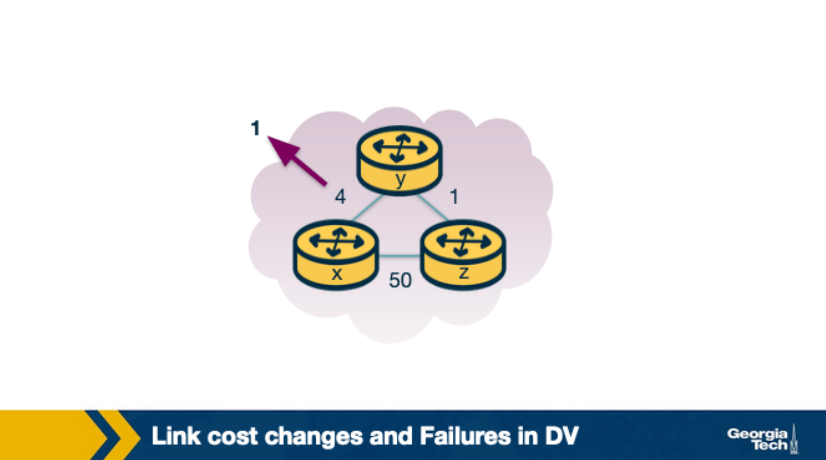 1
y
4
1
x
z
50
Link cost changes and Failures in DV
Georgia
Tech